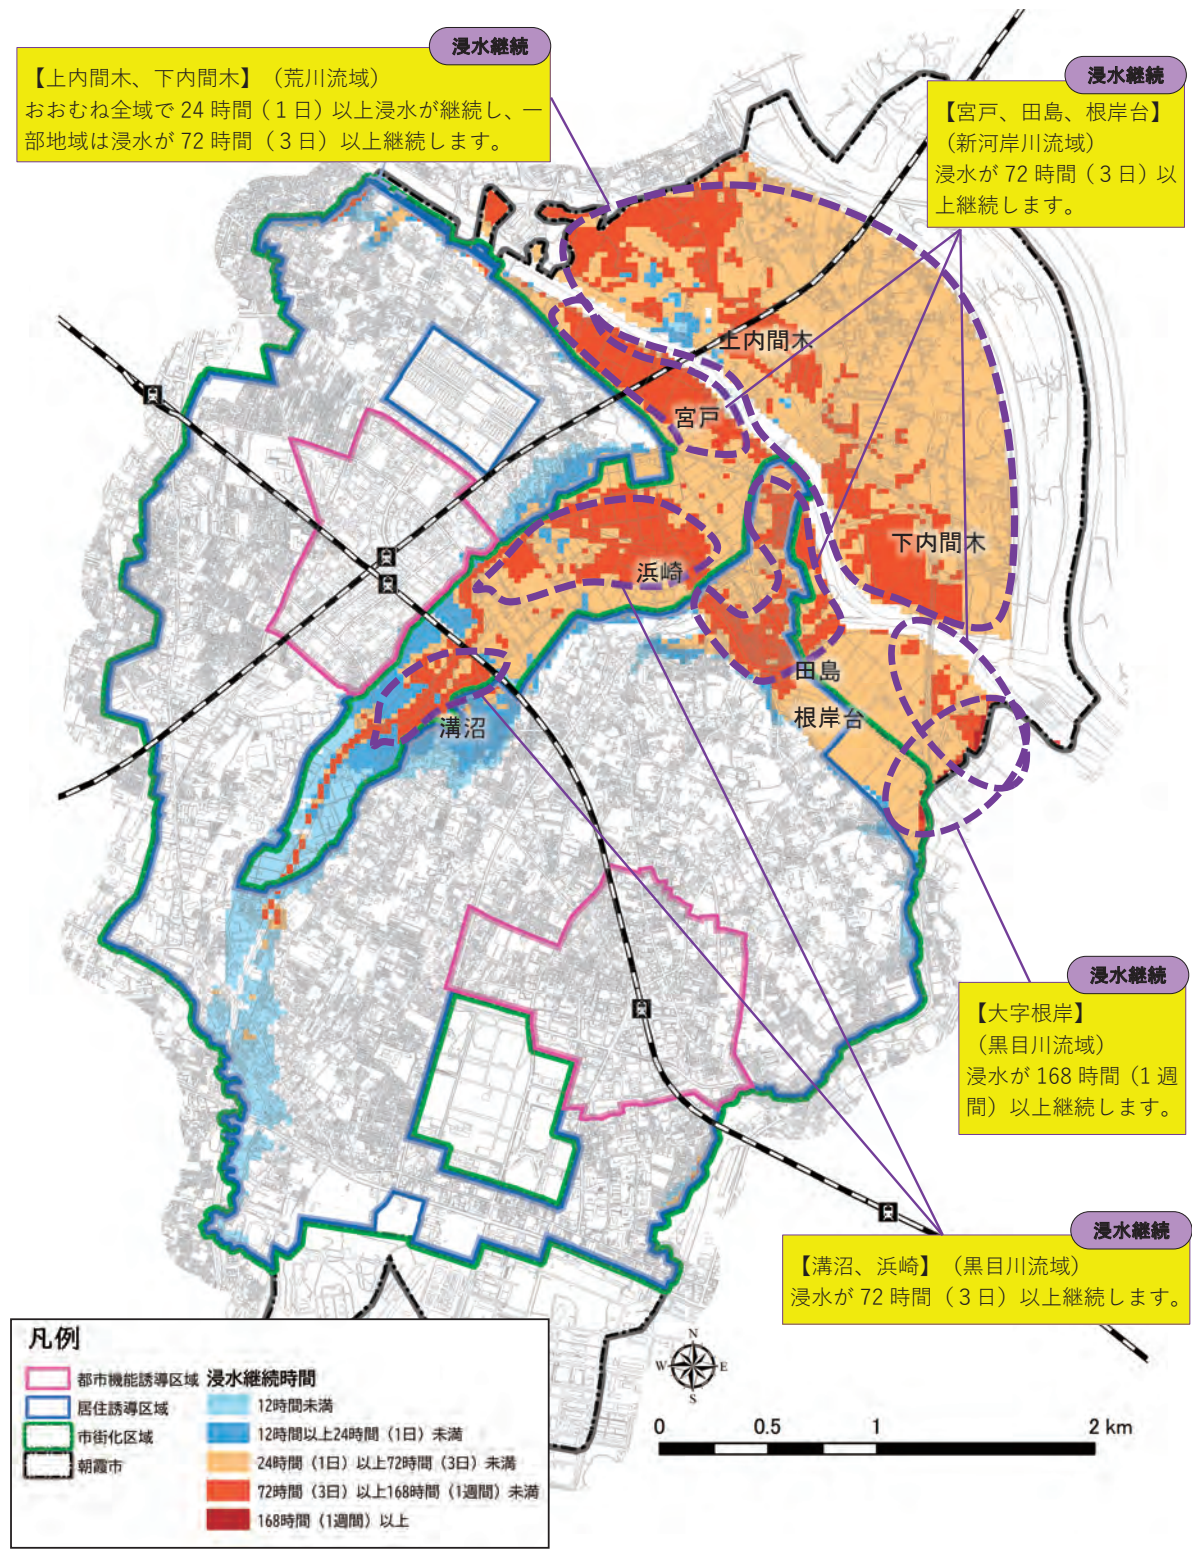 浸水継続
【上内間木、下内間木】（荒川流域）
おおむね全域で 24 時間（１日）以上浸水が継続し、一
部地域は浸水が 72 時間（３日）以上継続します。
浸水継続
【宮戸、田島、根岸台】
（新河岸川流域）
浸水が 72 時間（３日）以
上継続します。
上内間木
宮戸
下内間木
浜崎
田島
根岸台
溝沼
浸水継続
【大字根岸】
（黒目川流域）
浸水が 168 時間（1 週
間）以上継続します。
浸水継続
【溝沼、浜崎】（黒目川流域）
浸水が 72 時間（３日）以上継続します。
凡例
都市機能誘導区域
居住誘導区域
市街化区域
朝霞市
浸水継続時間
12時間未満
12時間以上24時間（1日）未満
24時間（1日）以上72時間（3日）未満
72時間（3日）以上168時間（1週間）未満
168時間（1週間）以上
N
W E
S
0 0.5 1 2 km